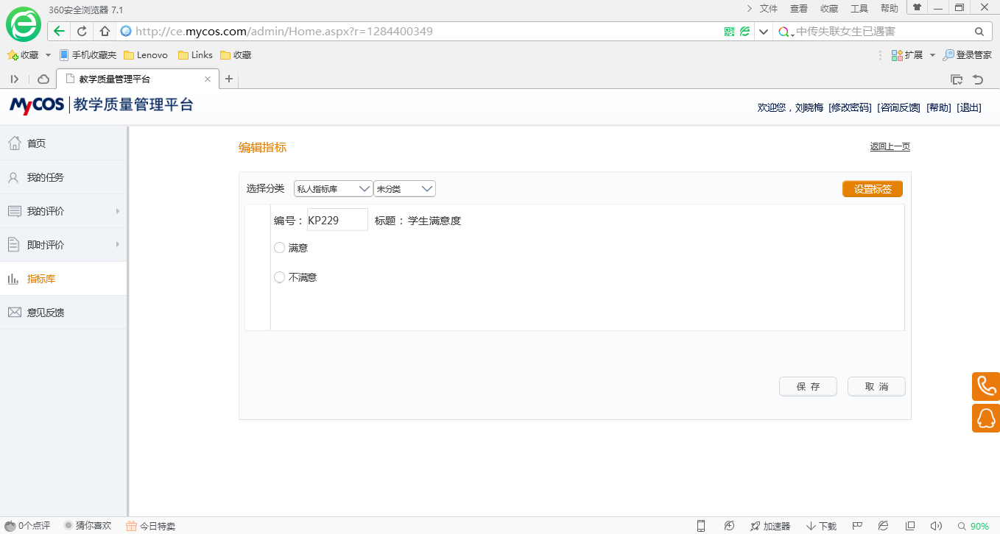 360安全浏览器 7.1
文件 查看 收藏 工具 帮助
http://ce.mycos.com/admin/Home.aspx?r=1284400349
中传失联女生已遇害
收藏 手机收藏夹 Lenovo Links 收藏
扩展 登录管家
教学质量管理平台
MyCOS 教学质量管理平台
欢迎您，刘晓梅 [修改密码] [咨询反馈] [帮助] [退出]
首页
我的任务
我的评价
即时评价
指标库
意见反馈
编辑指标
返回上一页
选择分类 私人指标库 未分类
设置标签
编号： KP229 标题： 学生满意度
满意
不满意
保 存 取 消
0个点评 猜你喜欢 今日特卖
加速器 下载 90%